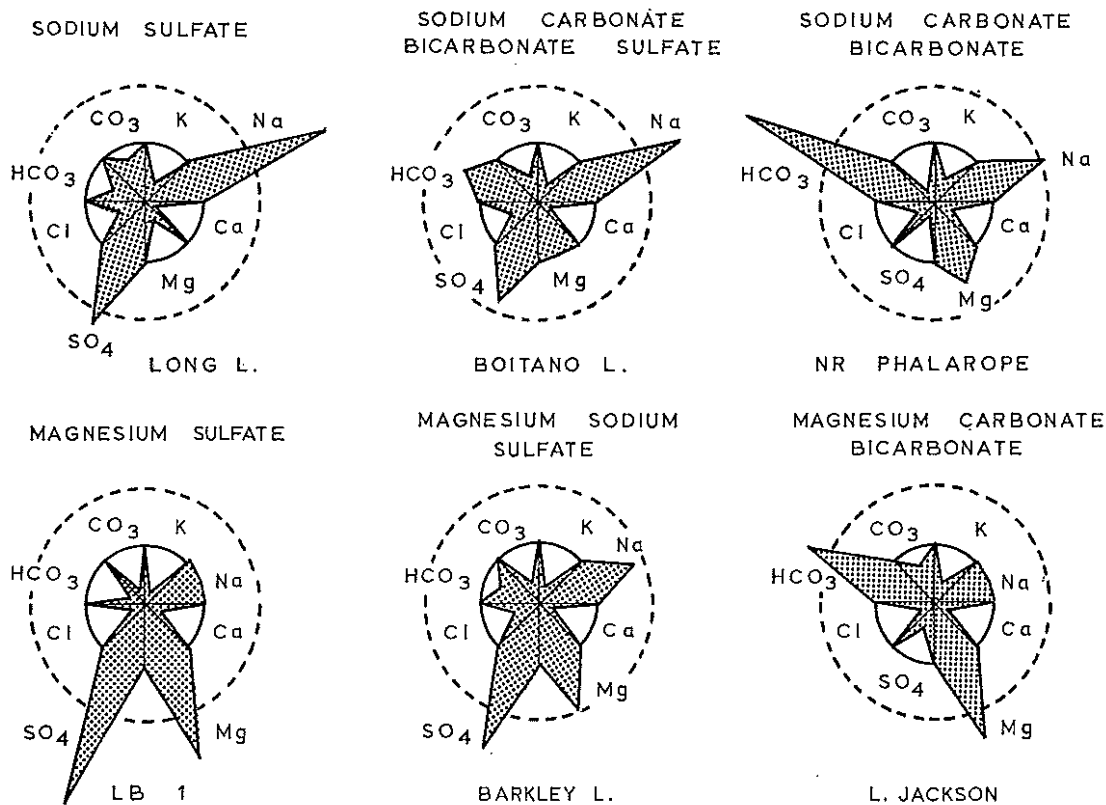 SODIUM SULFATE
CO3 K Na
HCO3
Cl Ca
Mg
SO4
LONG L.
SODIUM CARBONATE
BICARBONATE SULFATE
CO3 K Na
HCO3
Cl Ca
SO4 Mg
BOITANO L.
SODIUM CARBONATE
BICARBONATE
CO3 K
Na
HCO3
Cl Ca
SO4 Mg
NR PHALAROPE
MAGNESIUM SULFATE
CO3 K
HCO3 Na
Cl Ca
SO4 Mg
LB 1
MAGNESIUM SODIUM
SULFATE
CO3 K Na
HCO3
Cl Ca
Mg
SO4
BARKLEY L.
MAGNESIUM CARBONATE
BICARBONATE
CO3 K
HCO3 Na
Cl Ca
SO4
Mg
L. JACKSON